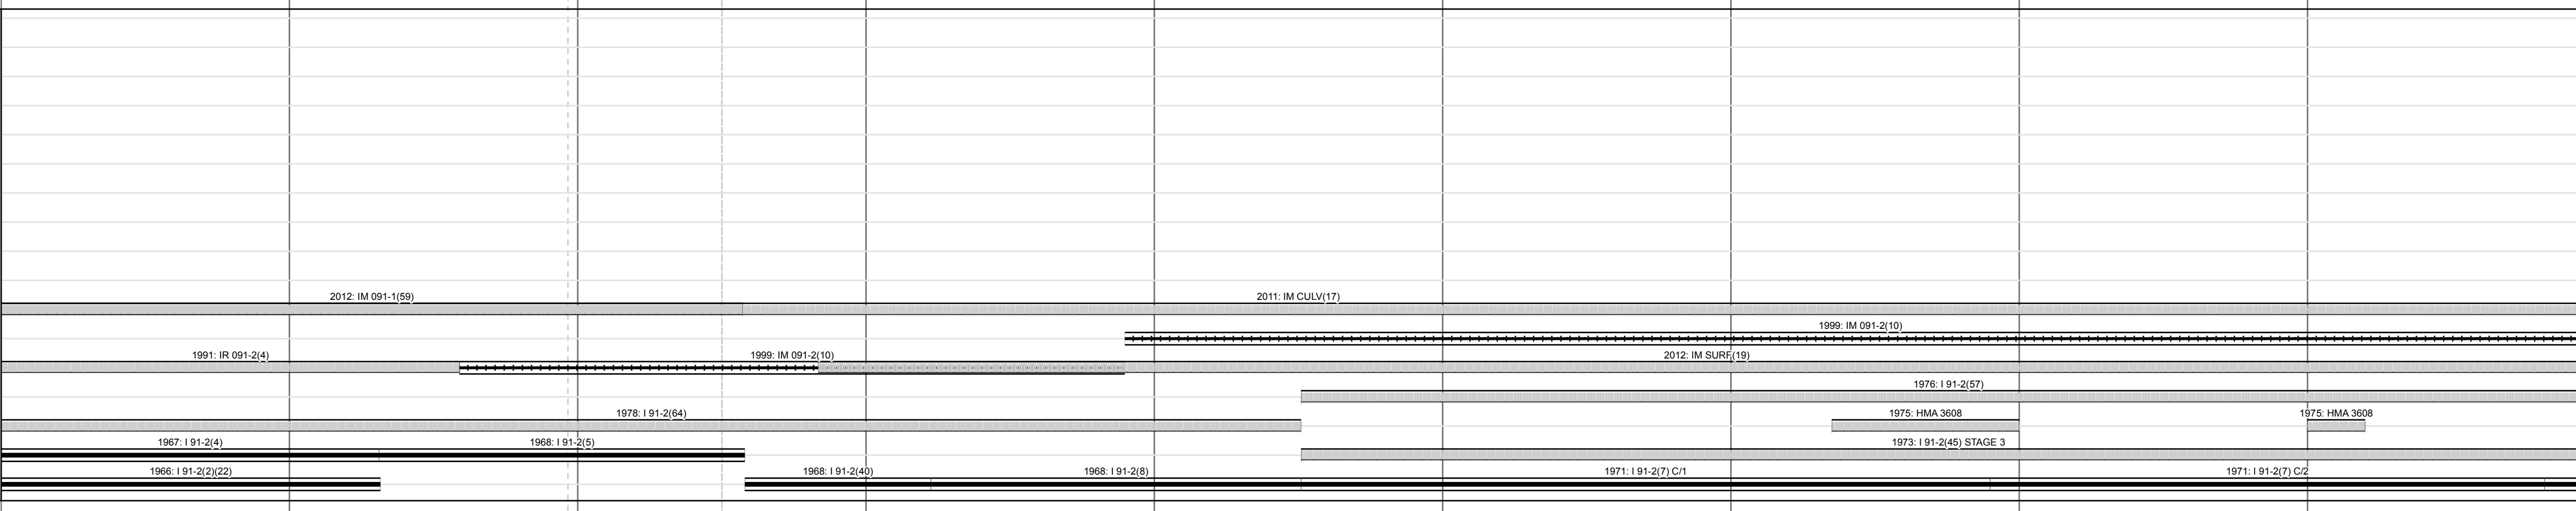 2012: IM 091-1(59)
2011: IM CULV(17)
1999: IM 091-2(10)
1991: IR 091-2(4)
1999: IM 091-2(10)
2012: IM SURF(19)
1976: I 91-2(57)
1978: I 91-2(64)
1975: HMA 3608
1975: HMA 3608
1967: I 91-2(4)
1968: I 91-2(5)
1973: I 91-2(45) STAGE 3
1966: I 91-2(2)(22)
1968: I 91-2(40)
1968: I 91-2(8)
1971: I 91-2(7) C/1
1971: I 91-2(7) C/2